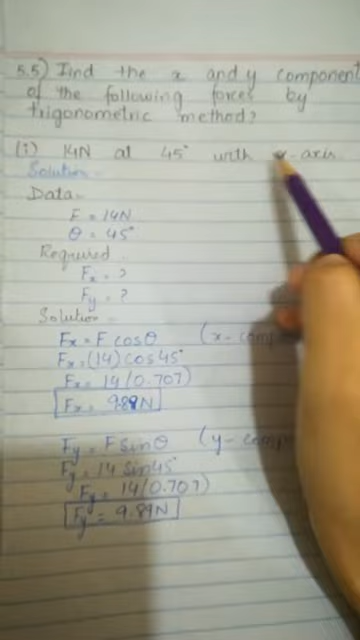 5.5) Find the x and y component
of the following forces by
trigonometric method?
(i) 14N at 45° with x-axis
Solution -
Data -
F = 14N
θ = 45°
Required -
Fx = ?
Fy = ?
Solution -
Fx = F cosθ (x- comp
Fx = (14) cos 45°
Fx = 14(0.707)
Fx = 9.89N
Fy = F sinθ (y- comp
Fy = 14 sin 45°
Fy = 14(0.707)
Fy = 9.89N